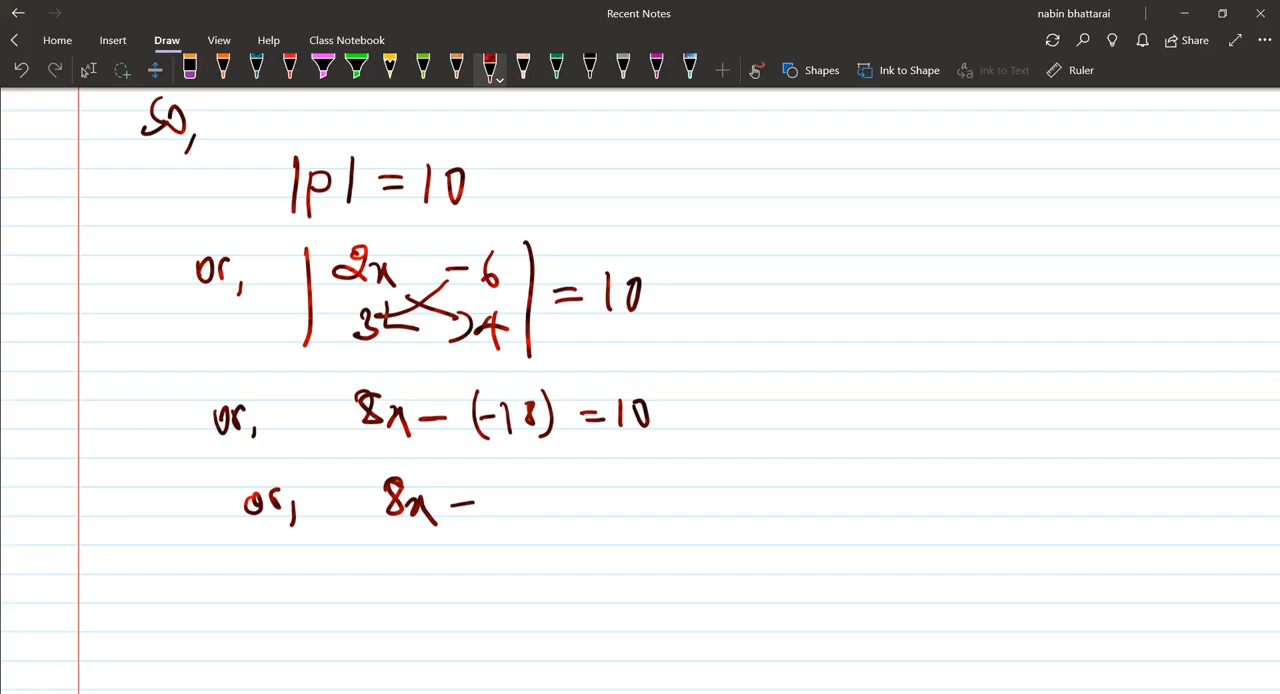 Recent Notes
nabin bhattarai
Home Insert Draw View Help Class Notebook
Share
Shapes Ink to Shape Ink to Text Ruler
so,
|p| = 10
or, | 2x -6 |
| 3 4 | = 10
or, 8x - (-18) = 10
or, 8x -